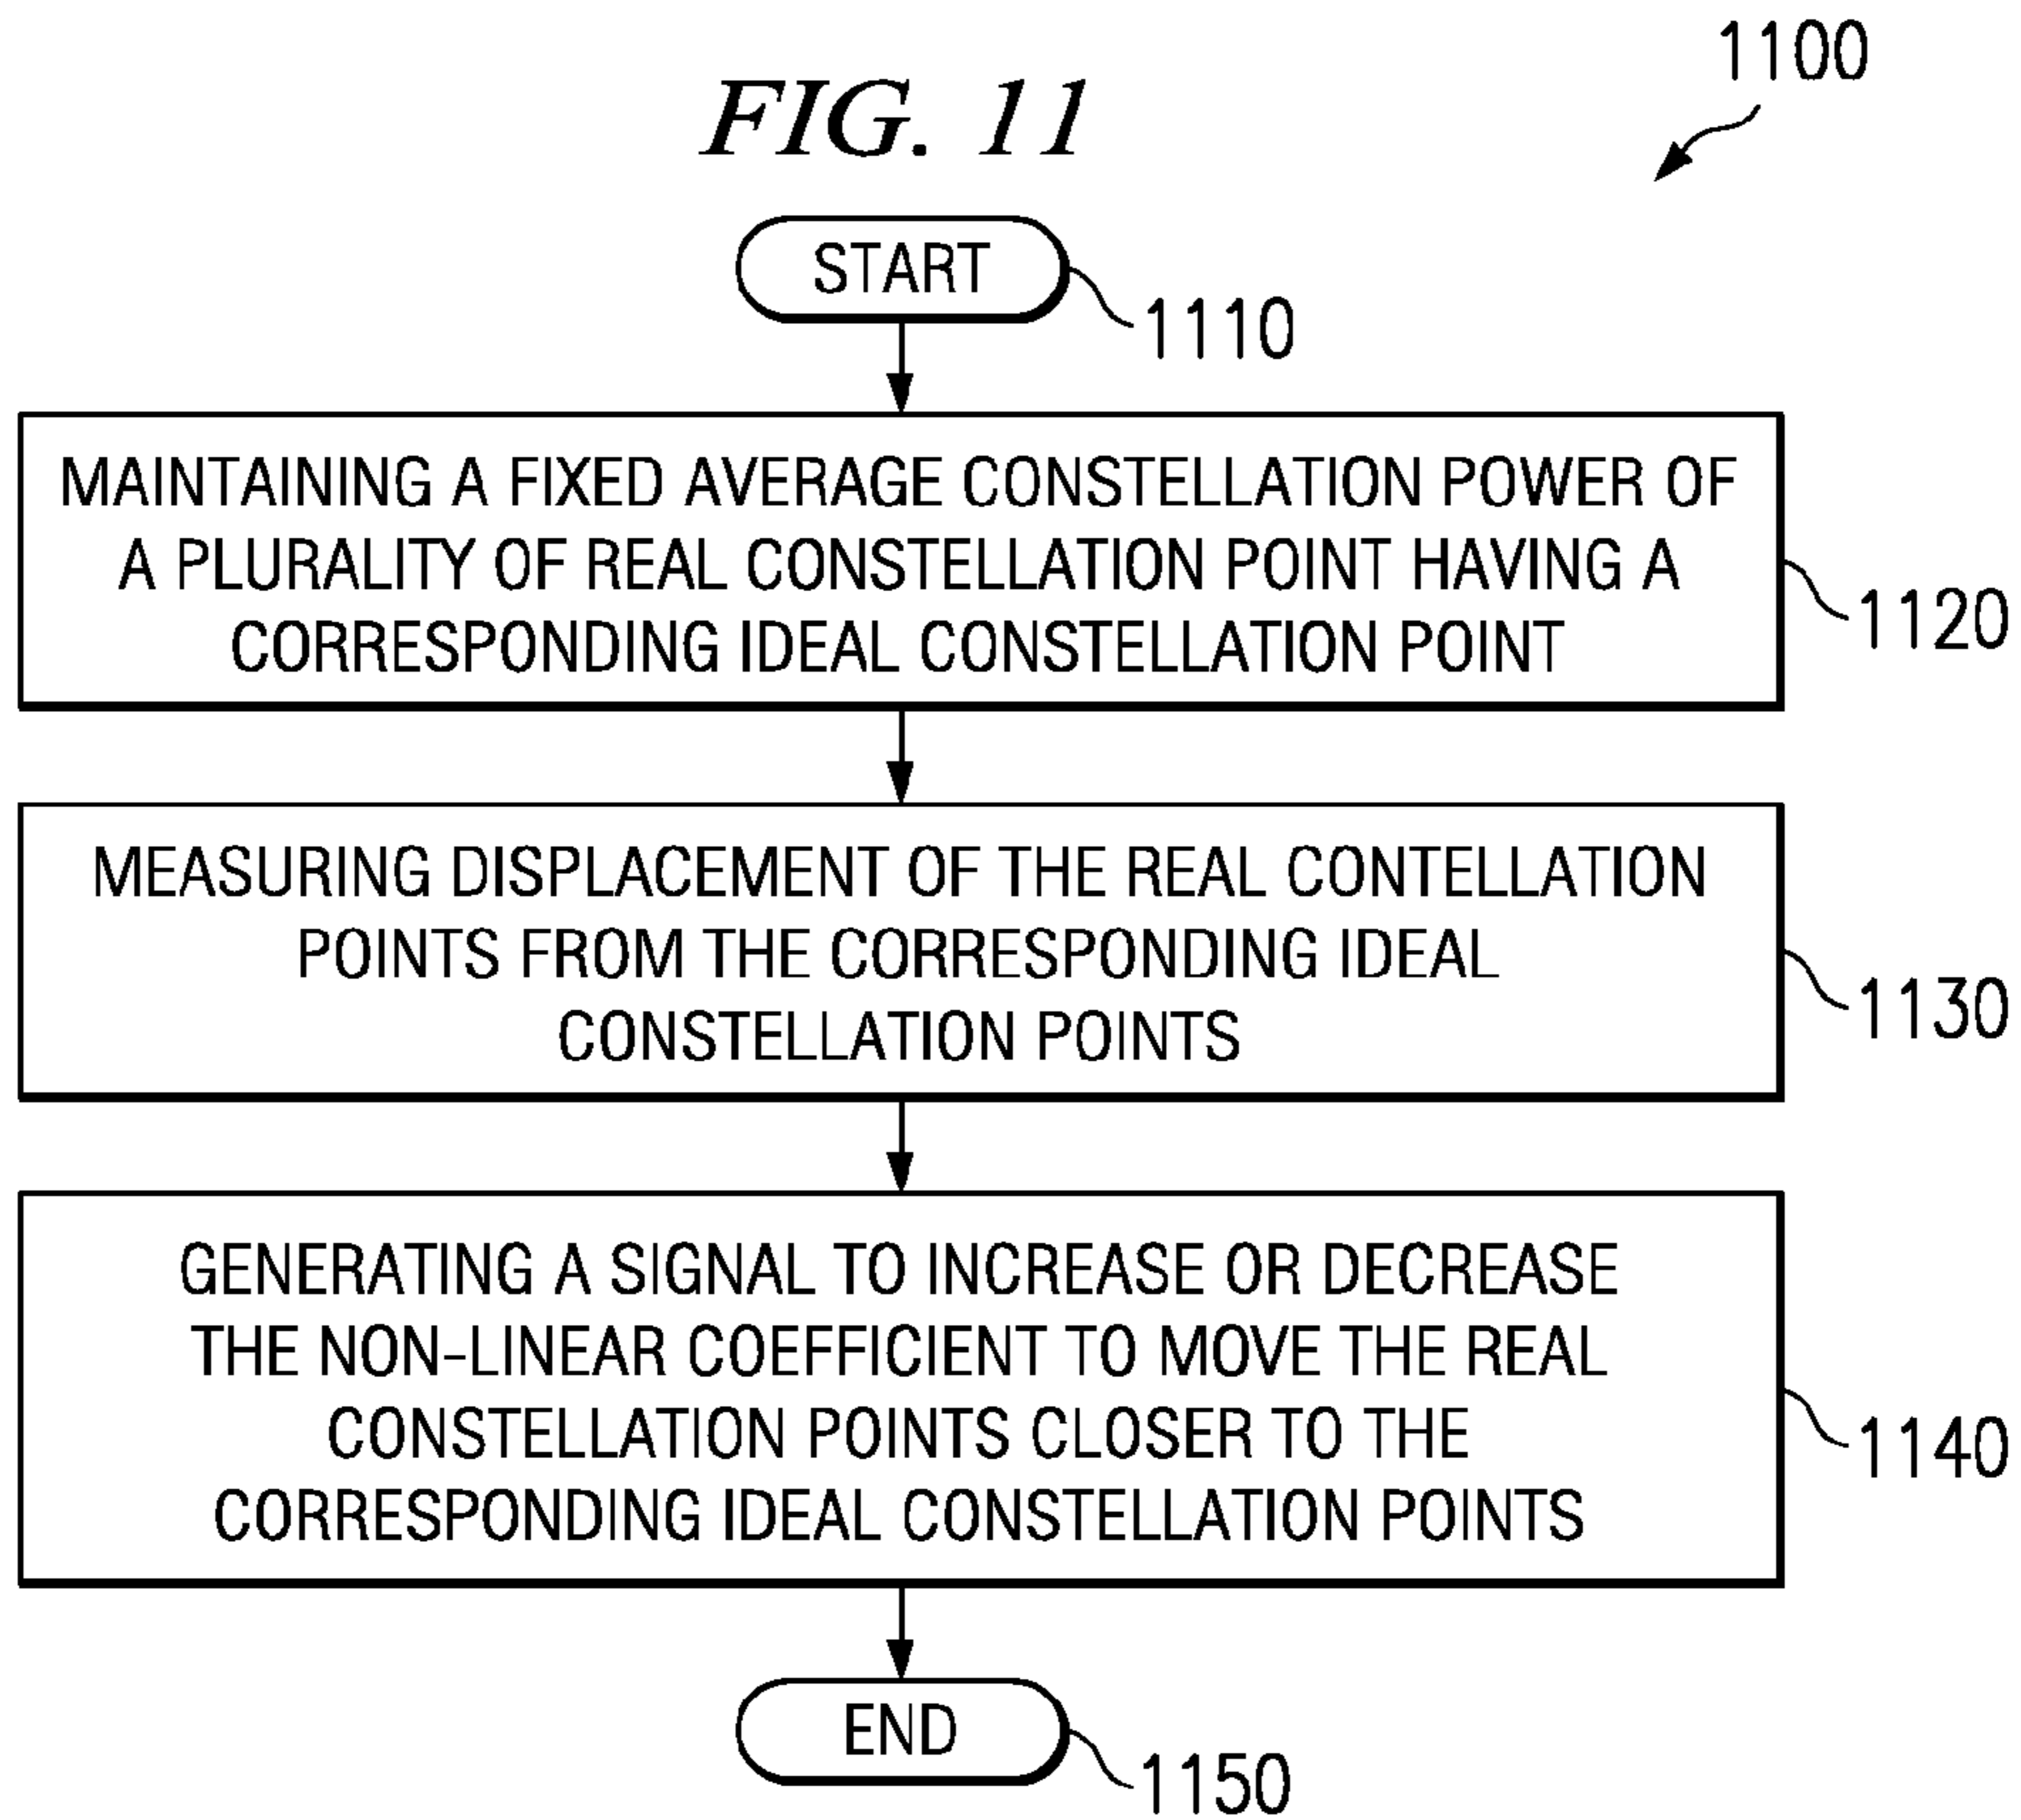 1100
FIG. 11
START
1110
MAINTAINING A FIXED AVERAGE CONSTELLATION POWER OF
A PLURALITY OF REAL CONSTELLATION POINT HAVING A
CORRESPONDING IDEAL CONSTELLATION POINT
1120
MEASURING DISPLACEMENT OF THE REAL CONTELLATION
POINTS FROM THE CORRESPONDING IDEAL
CONSTELLATION POINTS
1130
GENERATING A SIGNAL TO INCREASE OR DECREASE
THE NON-LINEAR COEFFICIENT TO MOVE THE REAL
CONSTELLATION POINTS CLOSER TO THE
CORRESPONDING IDEAL CONSTELLATION POINTS
1140
END
1150